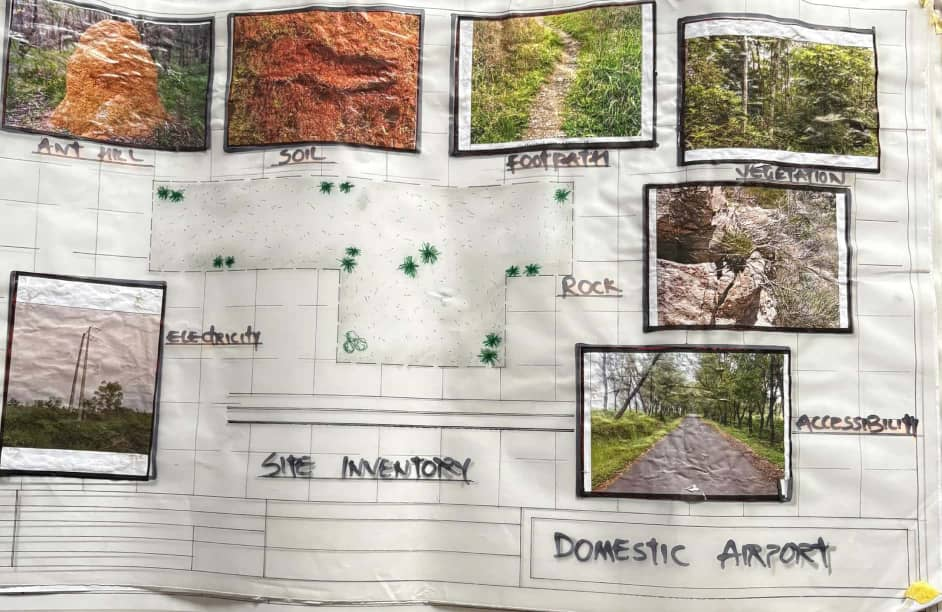 ANT HILL
SOIL
FOOTPATH
VEGETATION
ROCK
ELECTRICITY
ACCESSIBILITY
SITE INVENTORY
DOMESTIC AIRPORT